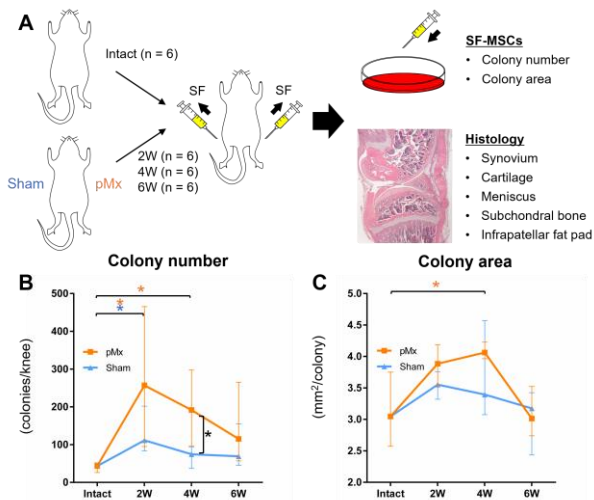 A
Intact (n = 6)
SF
SF
Sham
pMx
2W (n = 6)
4W (n = 6)
6W (n = 6)
SF-MSCs
• Colony number
• Colony area
Histology
• Synovium
• Cartilage
• Meniscus
• Subchondral bone
• Infrapatellar fat pad
B
Colony number
(colonies/knee)
500
400
300
200
100
0
*
*
*
*
pMx
Sham
Intact
2W
4W
6W
C
Colony area
(mm²/colony)
5.0
4.5
4.0
3.5
3.0
2.5
2.0
*
pMx
Sham
Intact
2W
4W
6W